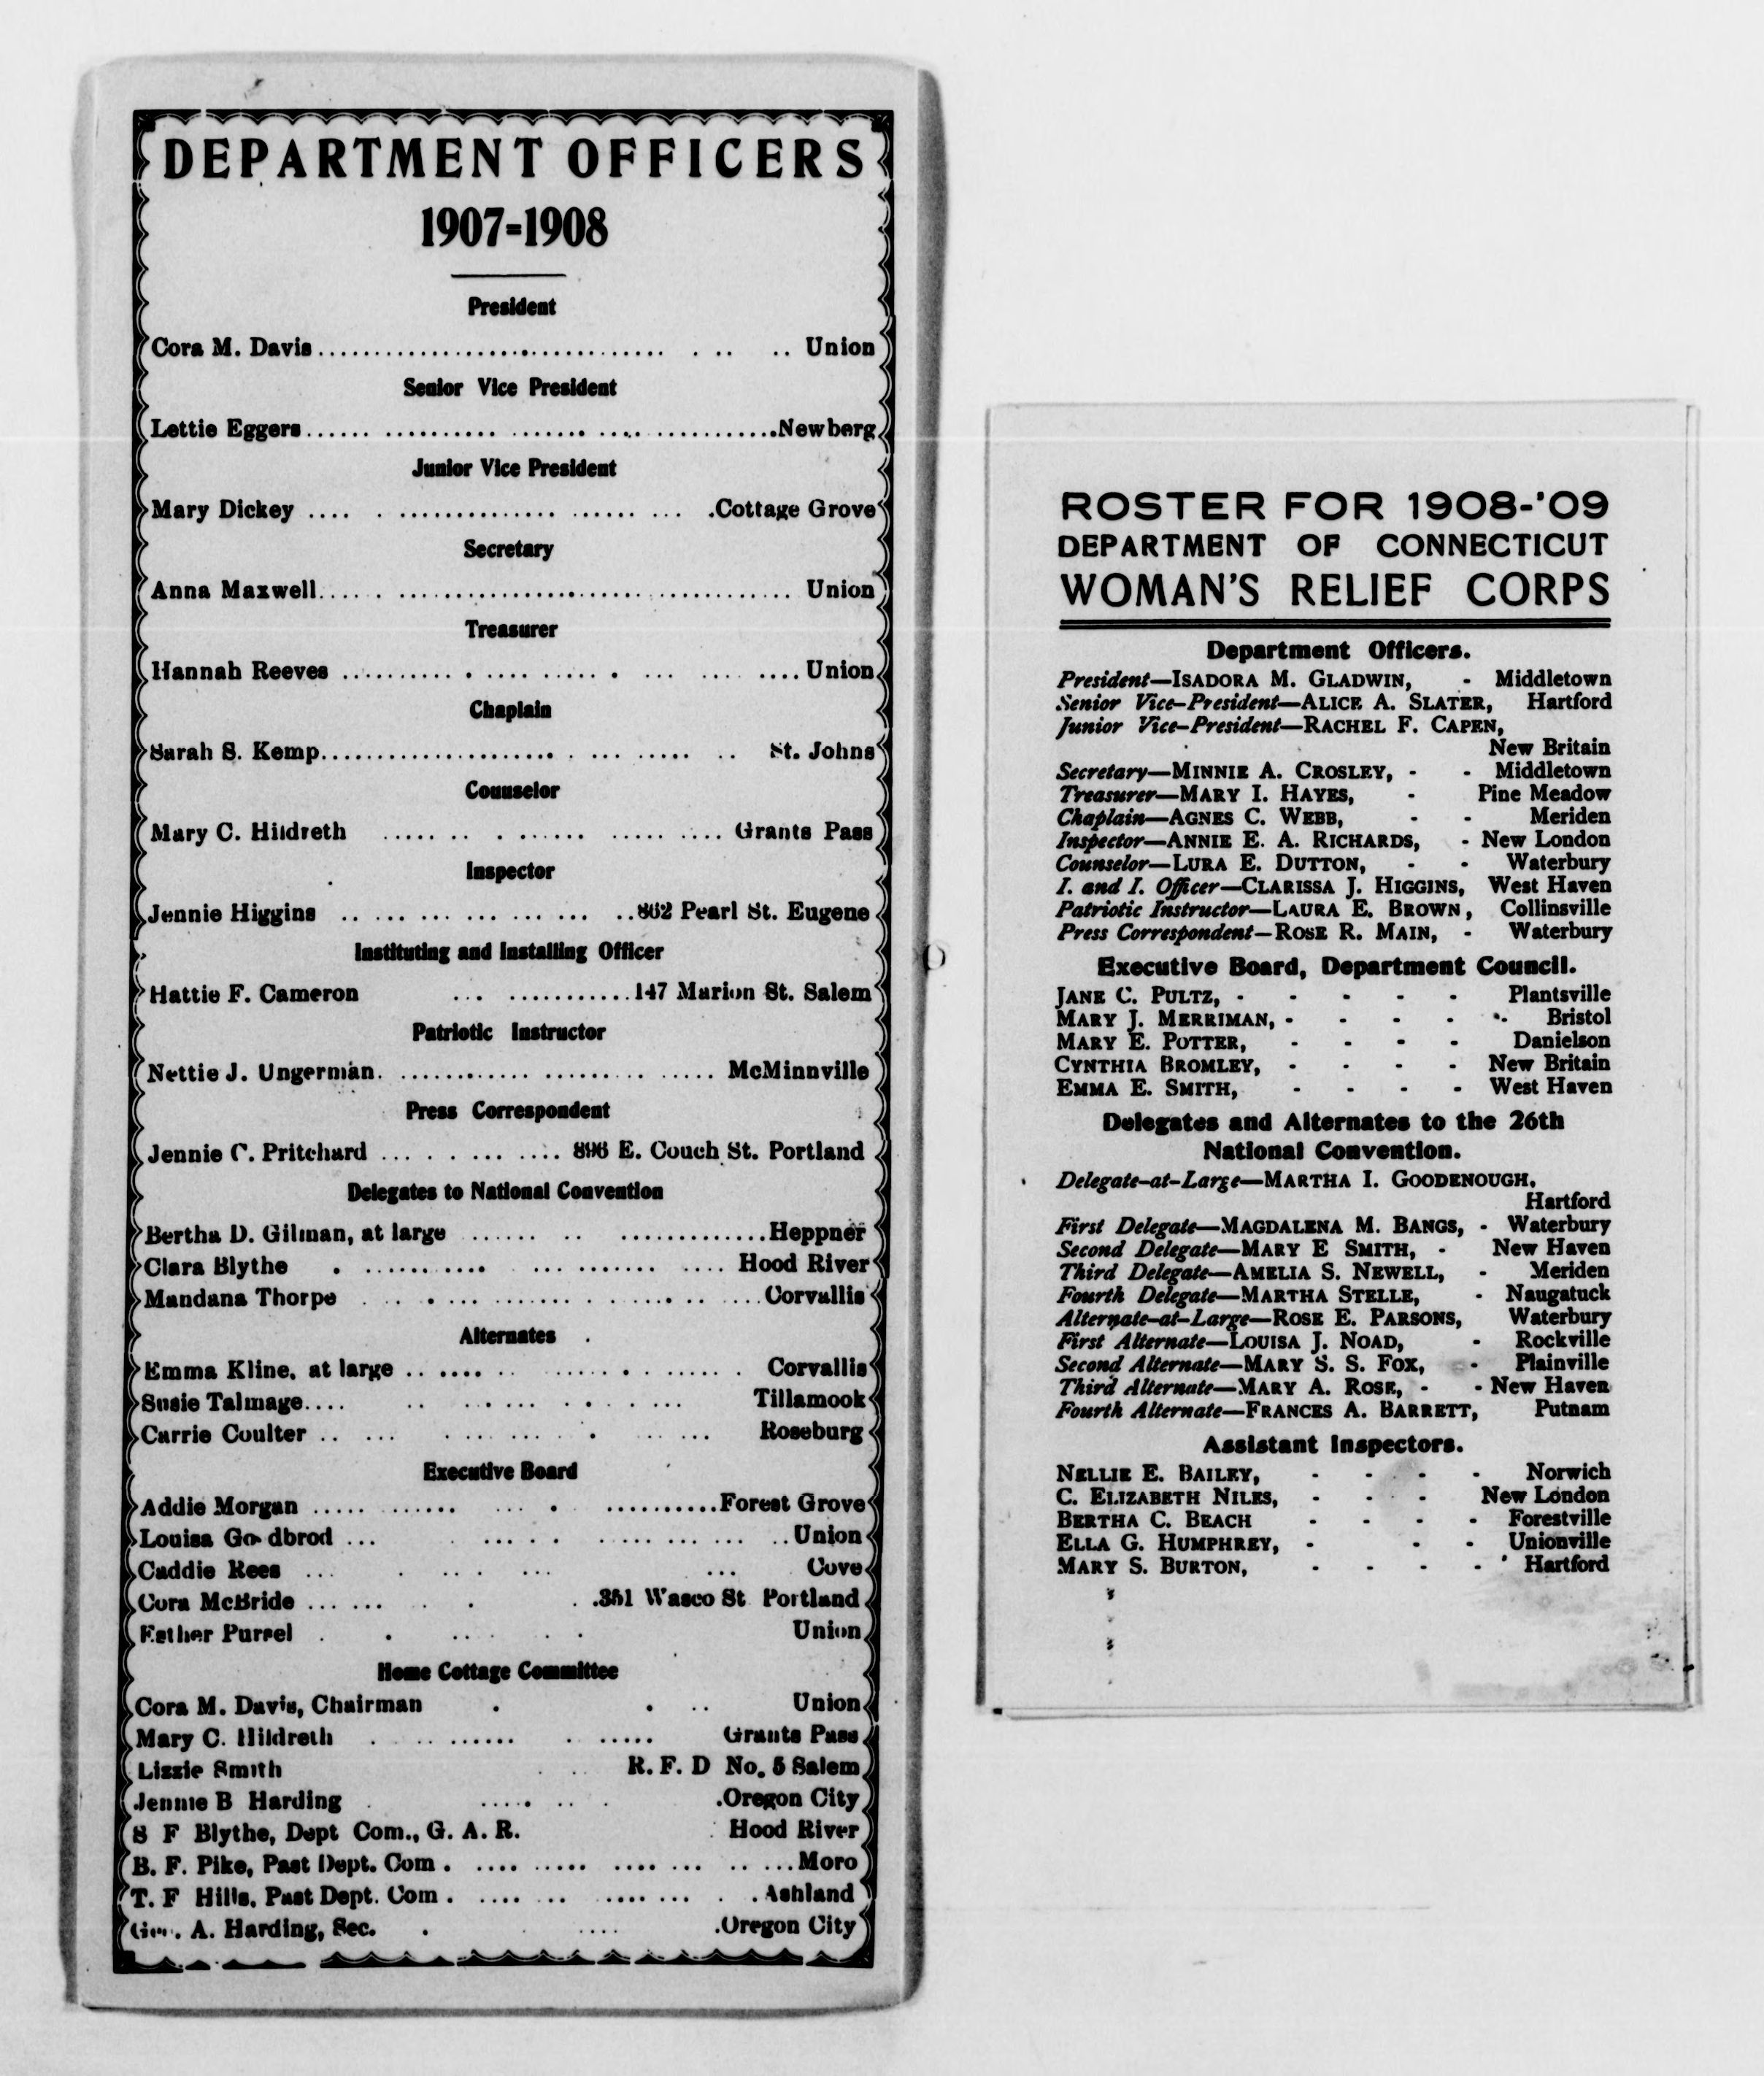 DEPARTMENT OFFICERS
1907-1908
President
Cora M. Davis Union
Senior Vice President
Lettie Eggers Newberg
Junior Vice President
Mary Dickey Cottage Grove
Secretary
Anna Maxwell Union
Treasurer
Hannah Reeves Union
Chaplain
Sarah S. Kemp St. Johns
Counselor
Mary C. Hildreth Grants Pass
Inspector
Jennie Higgins 862 Pearl St. Eugene
Instituting and Installing Officer
Hattie F. Cameron 147 Marion St. Salem
Patriotic Instructor
Nettie J. Ungerman McMinnville
Press Correspondent
Jennie C. Pritchard 896 E. Couch St. Portland
Delegates to National Convention
Bertha D. Gilman, at large Heppner
Clara Blythe Hood River
Mandana Thorpe Corvallis
Alternates
Emma Kline, at large Corvallis
Susie Talmage Tillamook
Carrie Coulter Roseburg
Executive Board
Addie Morgan Forest Grove
Louisa Goodbrod Union
Caddie Rees Cove
Cora McBride 351 Wasco St Portland
Esther Pursel Union
Home Cottage Committee
Cora M. Davis, Chairman Union
Mary C. Hildreth Grants Pass
Lizzie Smith R. F. D No. 5 Salem
Jennie B Harding Oregon City
S F Blythe, Dept Com., G. A. R. Hood River
B. F. Pike, Past Dept. Com. Moro
T. F Hills, Past Dept. Com. Ashland
Geo. A. Harding, Sec. Oregon City
ROSTER FOR 1908-'09
DEPARTMENT OF CONNECTICUT
WOMAN'S RELIEF CORPS
Department Officers.
President—ISADORA M. GLADWIN, - Middletown
Senior Vice-President—ALICE A. SLATER, Hartford
Junior Vice-President—RACHEL F. CAPEN,
New Britain
Secretary—MINNIE A. CROSLEY, - - Middletown
Treasurer—MARY I. HAYES, - Pine Meadow
Chaplain—AGNES C. WEBB, - - Meriden
Inspector—ANNIE E. A. RICHARDS, - New London
Counselor—LURA E. DUTTON, - - Waterbury
I. and I. Officer—CLARISSA J. HIGGINS, West Haven
Patriotic Instructor—LAURA E. BROWN, Collinsville
Press Correspondent—ROSE R. MAIN, - Waterbury
Executive Board, Department Council.
JANE C. PULTZ, - - - - - Plantsville
MARY J. MERRIMAN, - - - - - Bristol
MARY E. POTTER, - - - - Danielson
CYNTHIA BROMLEY, - - - - New Britain
EMMA E. SMITH, - - - - West Haven
Delegates and Alternates to the 26th
National Convention.
Delegate-at-Large—MARTHA I. GOODENOUGH,
Hartford
First Delegate—MAGDALENA M. BANGS, - Waterbury
Second Delegate—MARY E SMITH, - New Haven
Third Delegate—AMELIA S. NEWELL, - Meriden
Fourth Delegate—MARTHA STELLE, - Naugatuck
Alternate-at-Large—ROSE E. PARSONS, Waterbury
First Alternate—LOUISA J. NOAD, - Rockville
Second Alternate—MARY S. S. FOX, - Plainville
Third Alternate—MARY A. ROSE, - - New Haven
Fourth Alternate—FRANCES A. BARRETT, Putnam
Assistant Inspectors.
NELLIE E. BAILEY, - - - - Norwich
C. ELIZABETH NILES, - - - New London
BERTHA C. BEACH - - - - Forestville
ELLA G. HUMPHREY, - - - Unionville
MARY S. BURTON, - - - - Hartford